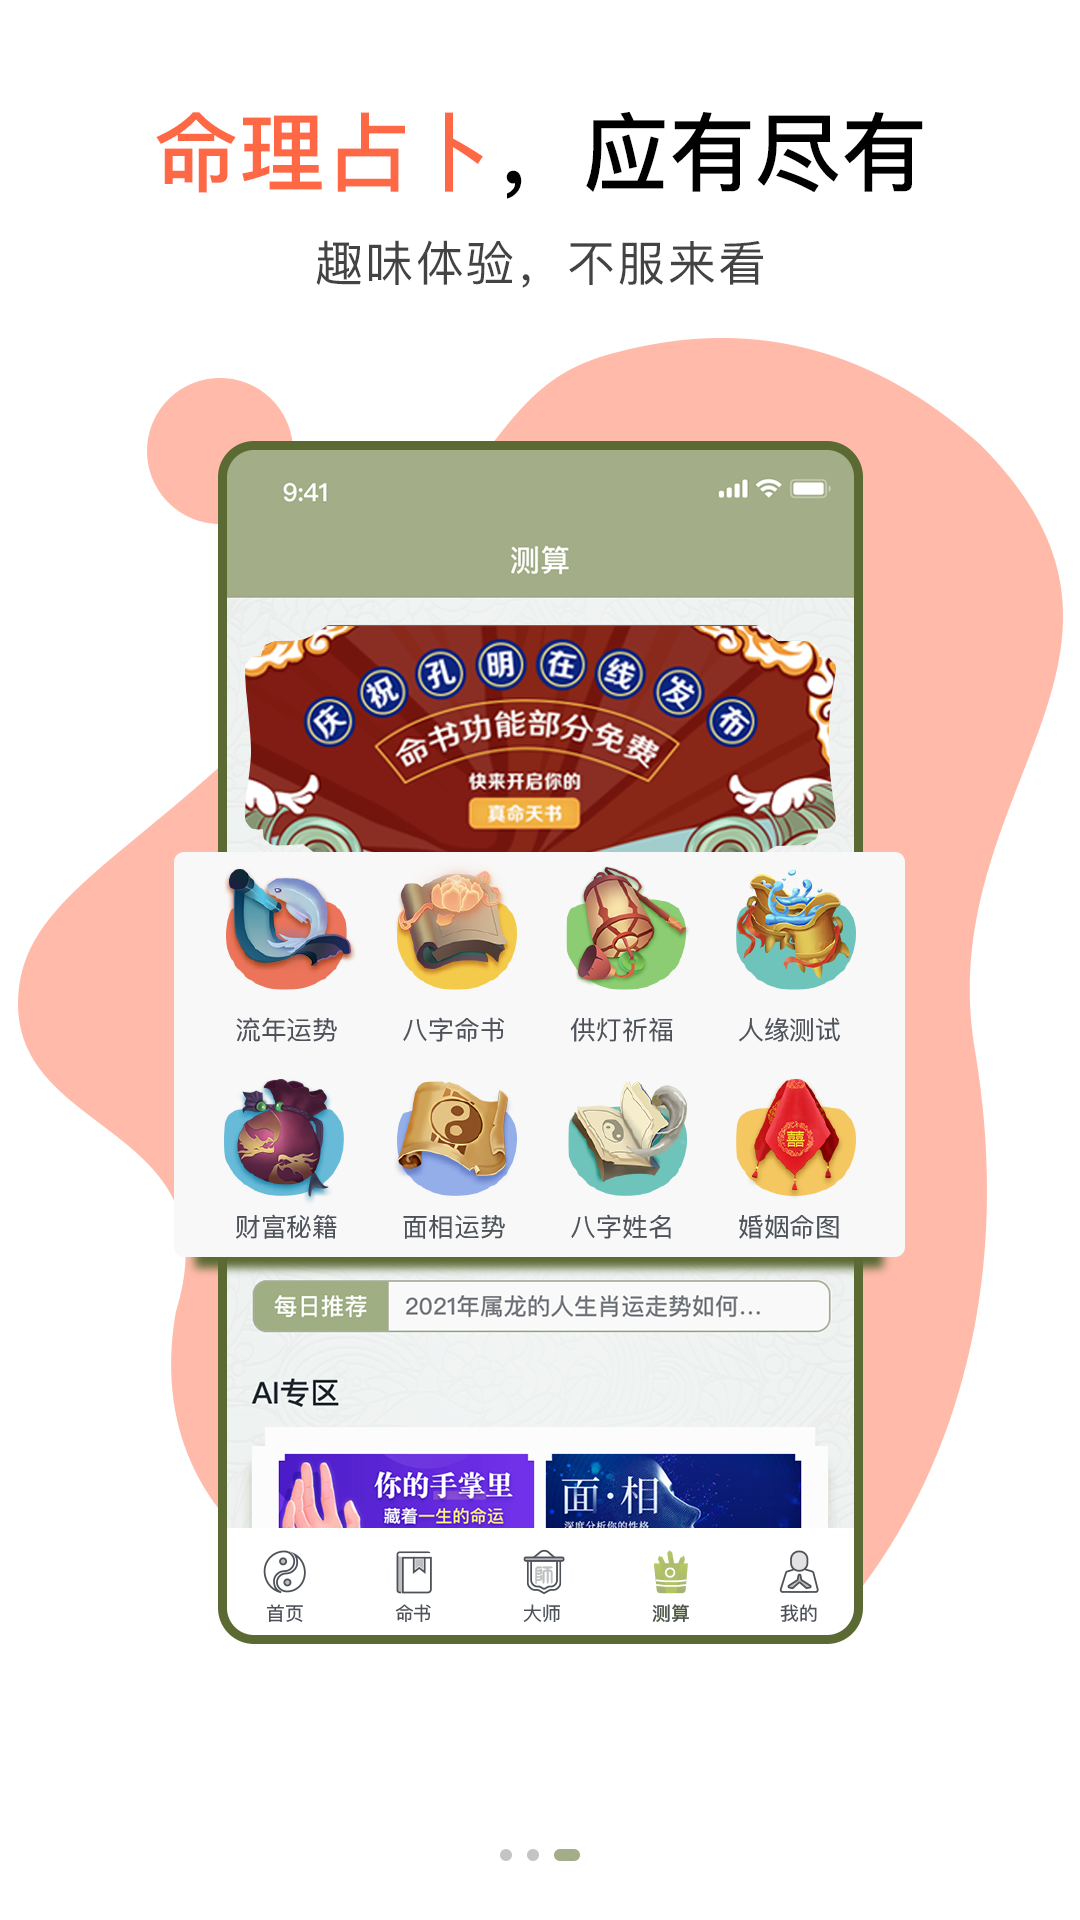 命理占卜，应有尽有
趣味体验，不服来看
9:41
测算
庆祝孔明在线发布
命书功能部分免费
快来开启你的
真命天书
流年运势 八字命书 供灯祈福 人缘测试
囍
财富秘籍 面相运势 八字姓名 婚姻命图
每日推荐 2021年属龙的人生肖运走势如何...
AI专区
你的手掌里
藏着一生的命运
面·相
深度分析你的性格
師
首页 命书 大师 测算 我的